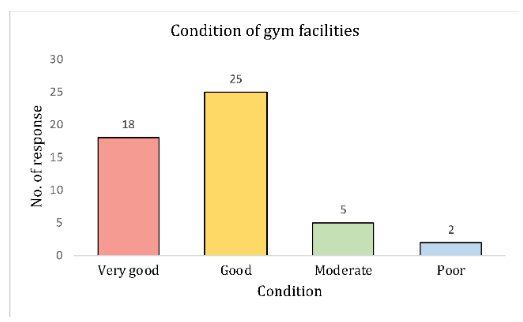 Condition of gym facilities
30
25
20
15
10
5
0
No. of response
18
25
5
2
Very good
Good
Moderate
Poor
Condition